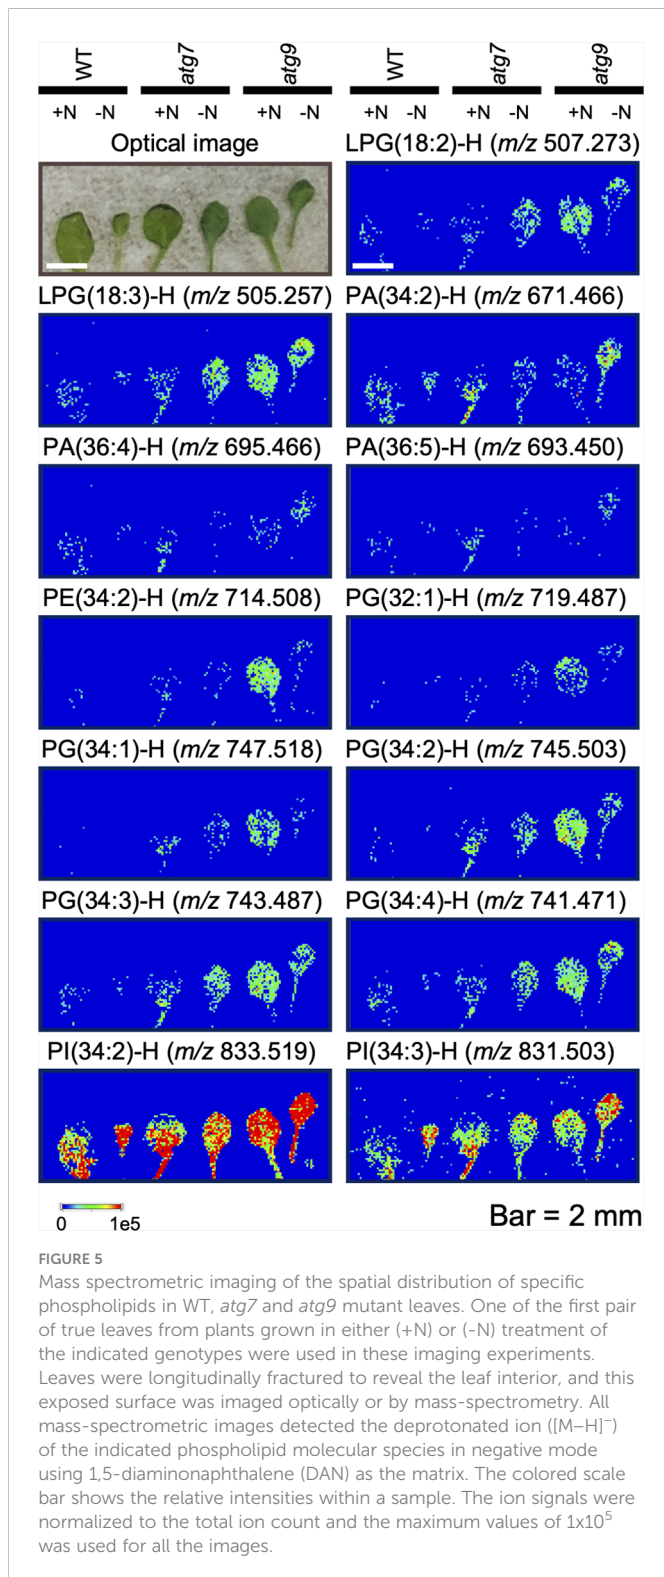 WT atg7 atg9 WT atg7 atg9
+N -N +N -N +N -N +N -N +N -N +N -N
Optical image
LPG(18:2)-H (m/z 507.273)
LPG(18:3)-H (m/z 505.257)
PA(34:2)-H (m/z 671.466)
PA(36:4)-H (m/z 695.466)
PA(36:5)-H (m/z 693.450)
PE(34:2)-H (m/z 714.508)
PG(32:1)-H (m/z 719.487)
PG(34:1)-H (m/z 747.518)
PG(34:2)-H (m/z 745.503)
PG(34:3)-H (m/z 743.487)
PG(34:4)-H (m/z 741.471)
PI(34:2)-H (m/z 833.519)
PI(34:3)-H (m/z 831.503)
0 1e5
Bar = 2 mm
FIGURE 5
Mass spectrometric imaging of the spatial distribution of specific
phospholipids in WT, atg7 and atg9 mutant leaves. One of the first pair
of true leaves from plants grown in either (+N) or (-N) treatment of
the indicated genotypes were used in these imaging experiments.
Leaves were longitudinally fractured to reveal the leaf interior, and this
exposed surface was imaged optically or by mass-spectrometry. All
mass-spectrometric images detected the deprotonated ion ([M–H]⁻)
of the indicated phospholipid molecular species in negative mode
using 1,5-diaminonaphthalene (DAN) as the matrix. The colored scale
bar shows the relative intensities within a sample. The ion signals were
normalized to the total ion count and the maximum values of 1x10⁵
was used for all the images.